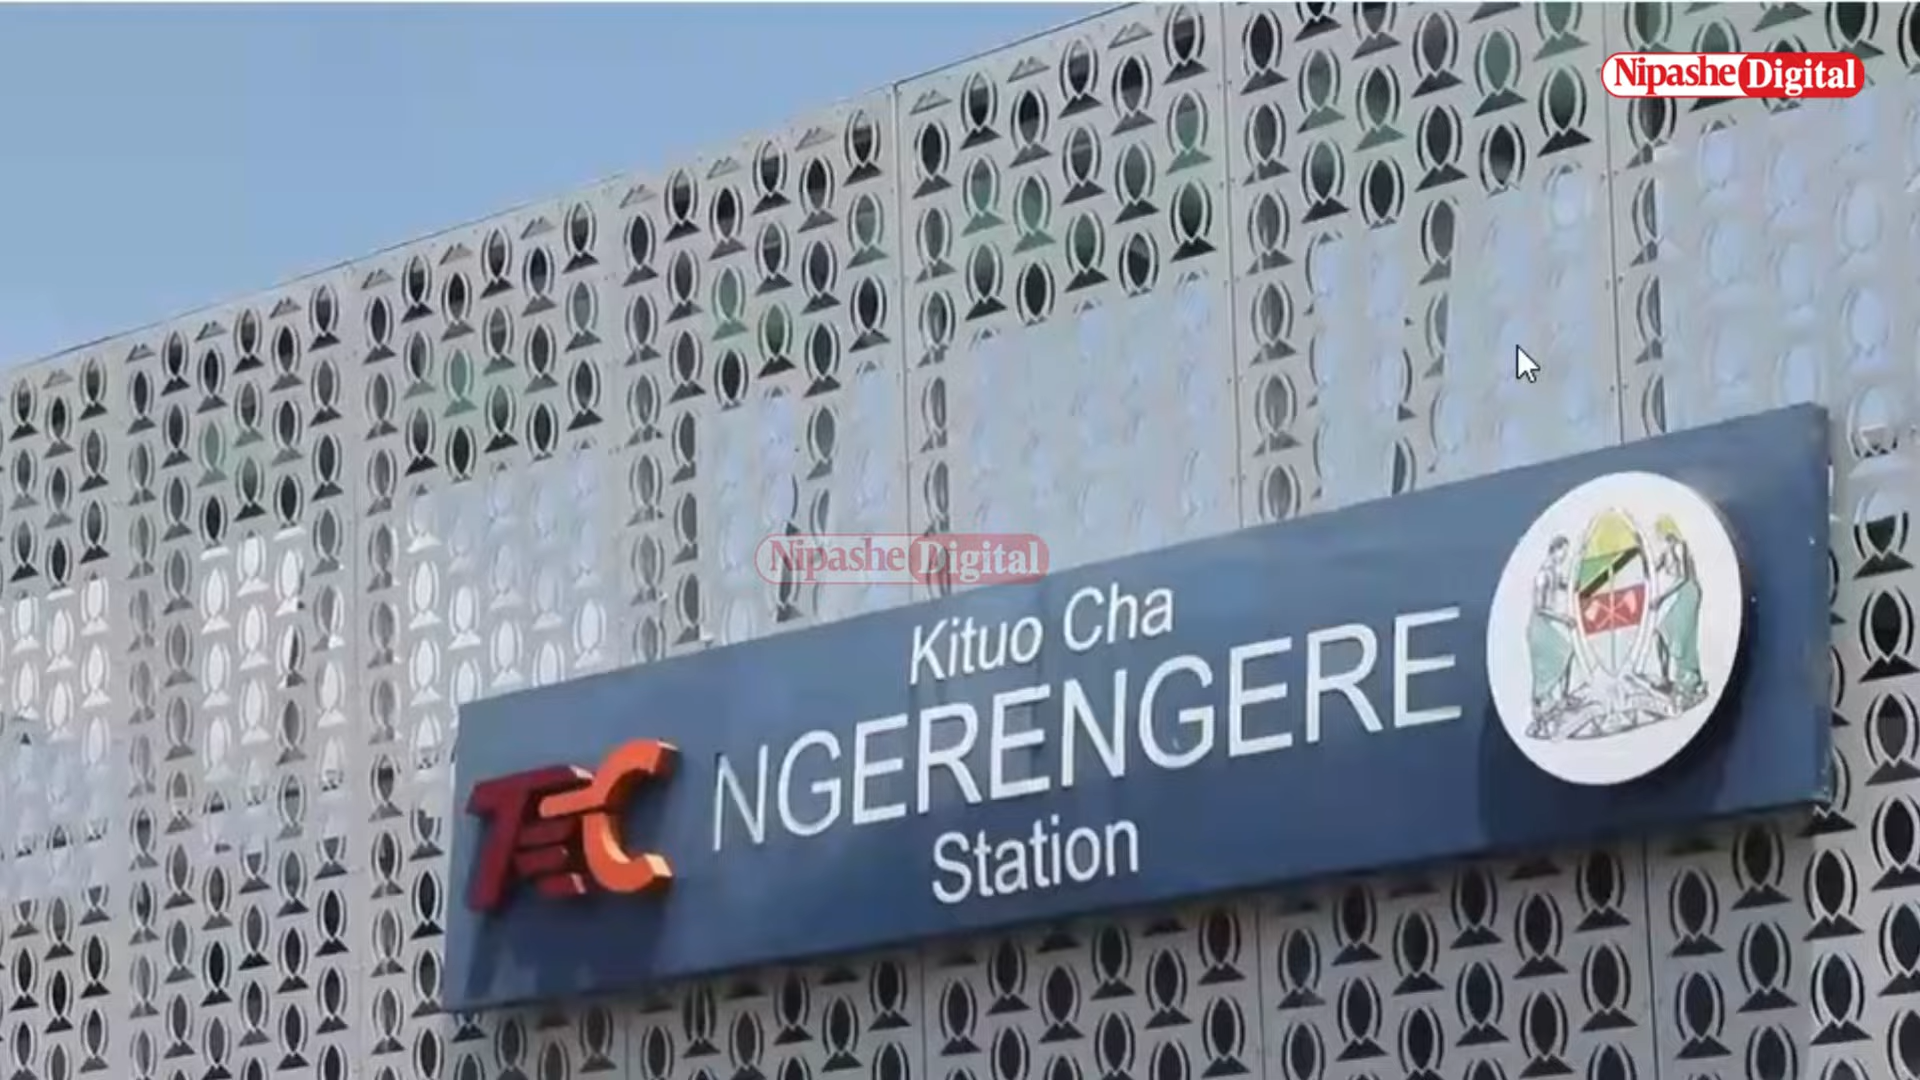 Nipashe Digital
Nipashe Digital
Kituo Cha
TRC NGERENGERE
Station